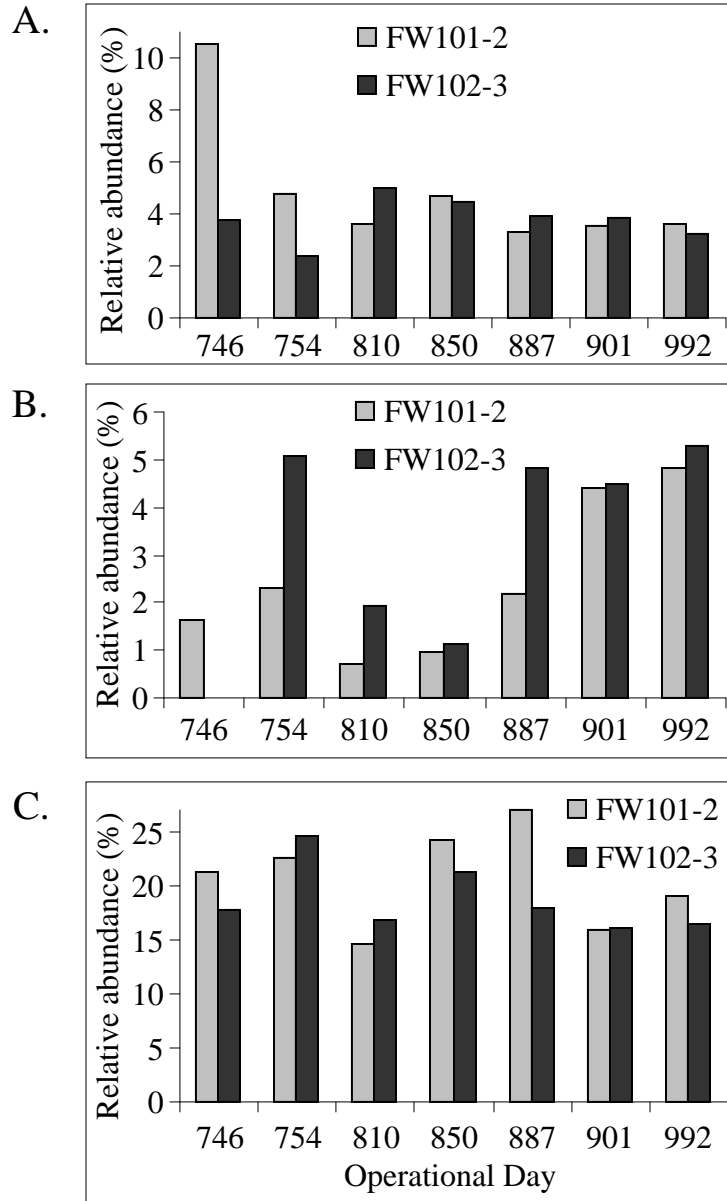 A.
Relative abundance (%)
10
8
6
4
2
0
FW101-2
FW102-3
746 754 810 850 887 901 992
B.
Relative abundance (%)
6
5
4
3
2
1
0
FW101-2
FW102-3
746 754 810 850 887 901 992
C.
Relative abundance (%)
25
20
15
10
5
0
FW101-2
FW102-3
746 754 810 850 887 901 992
Operational Day